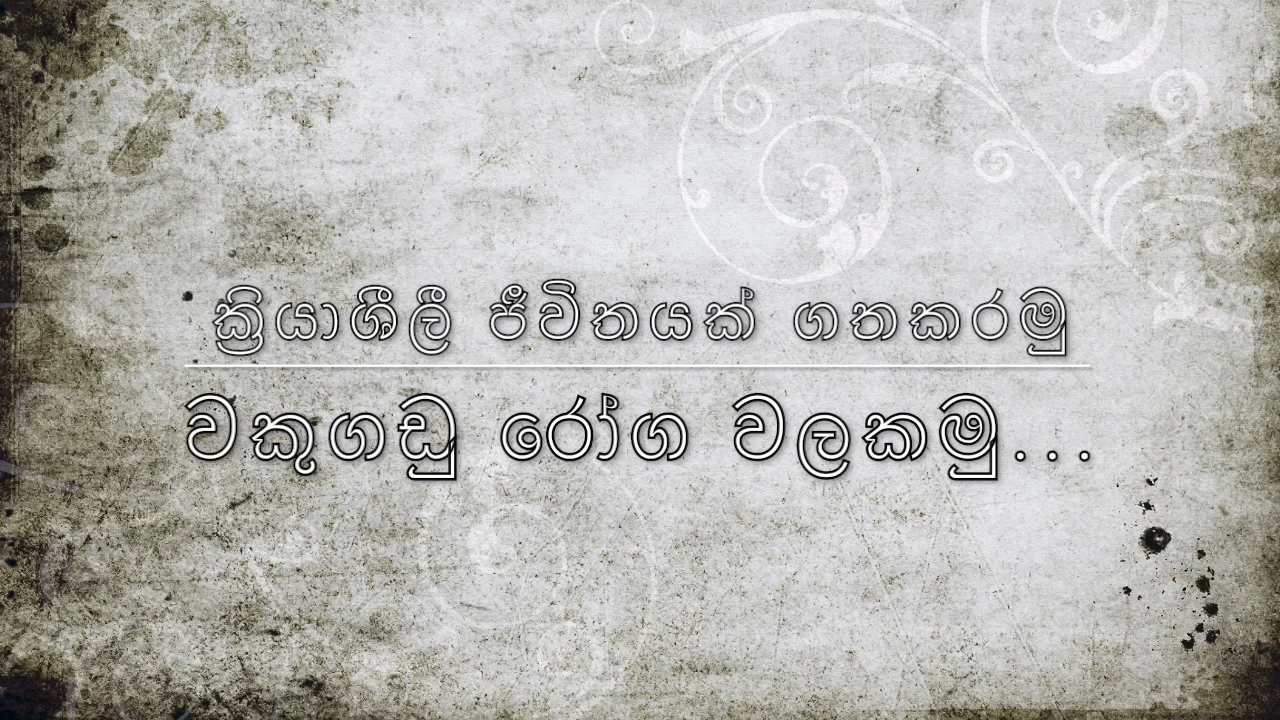 ක්‍රියාශීලී ජීවිතයක් ගතකරමු
වකුගඩු රෝග වලකමු...